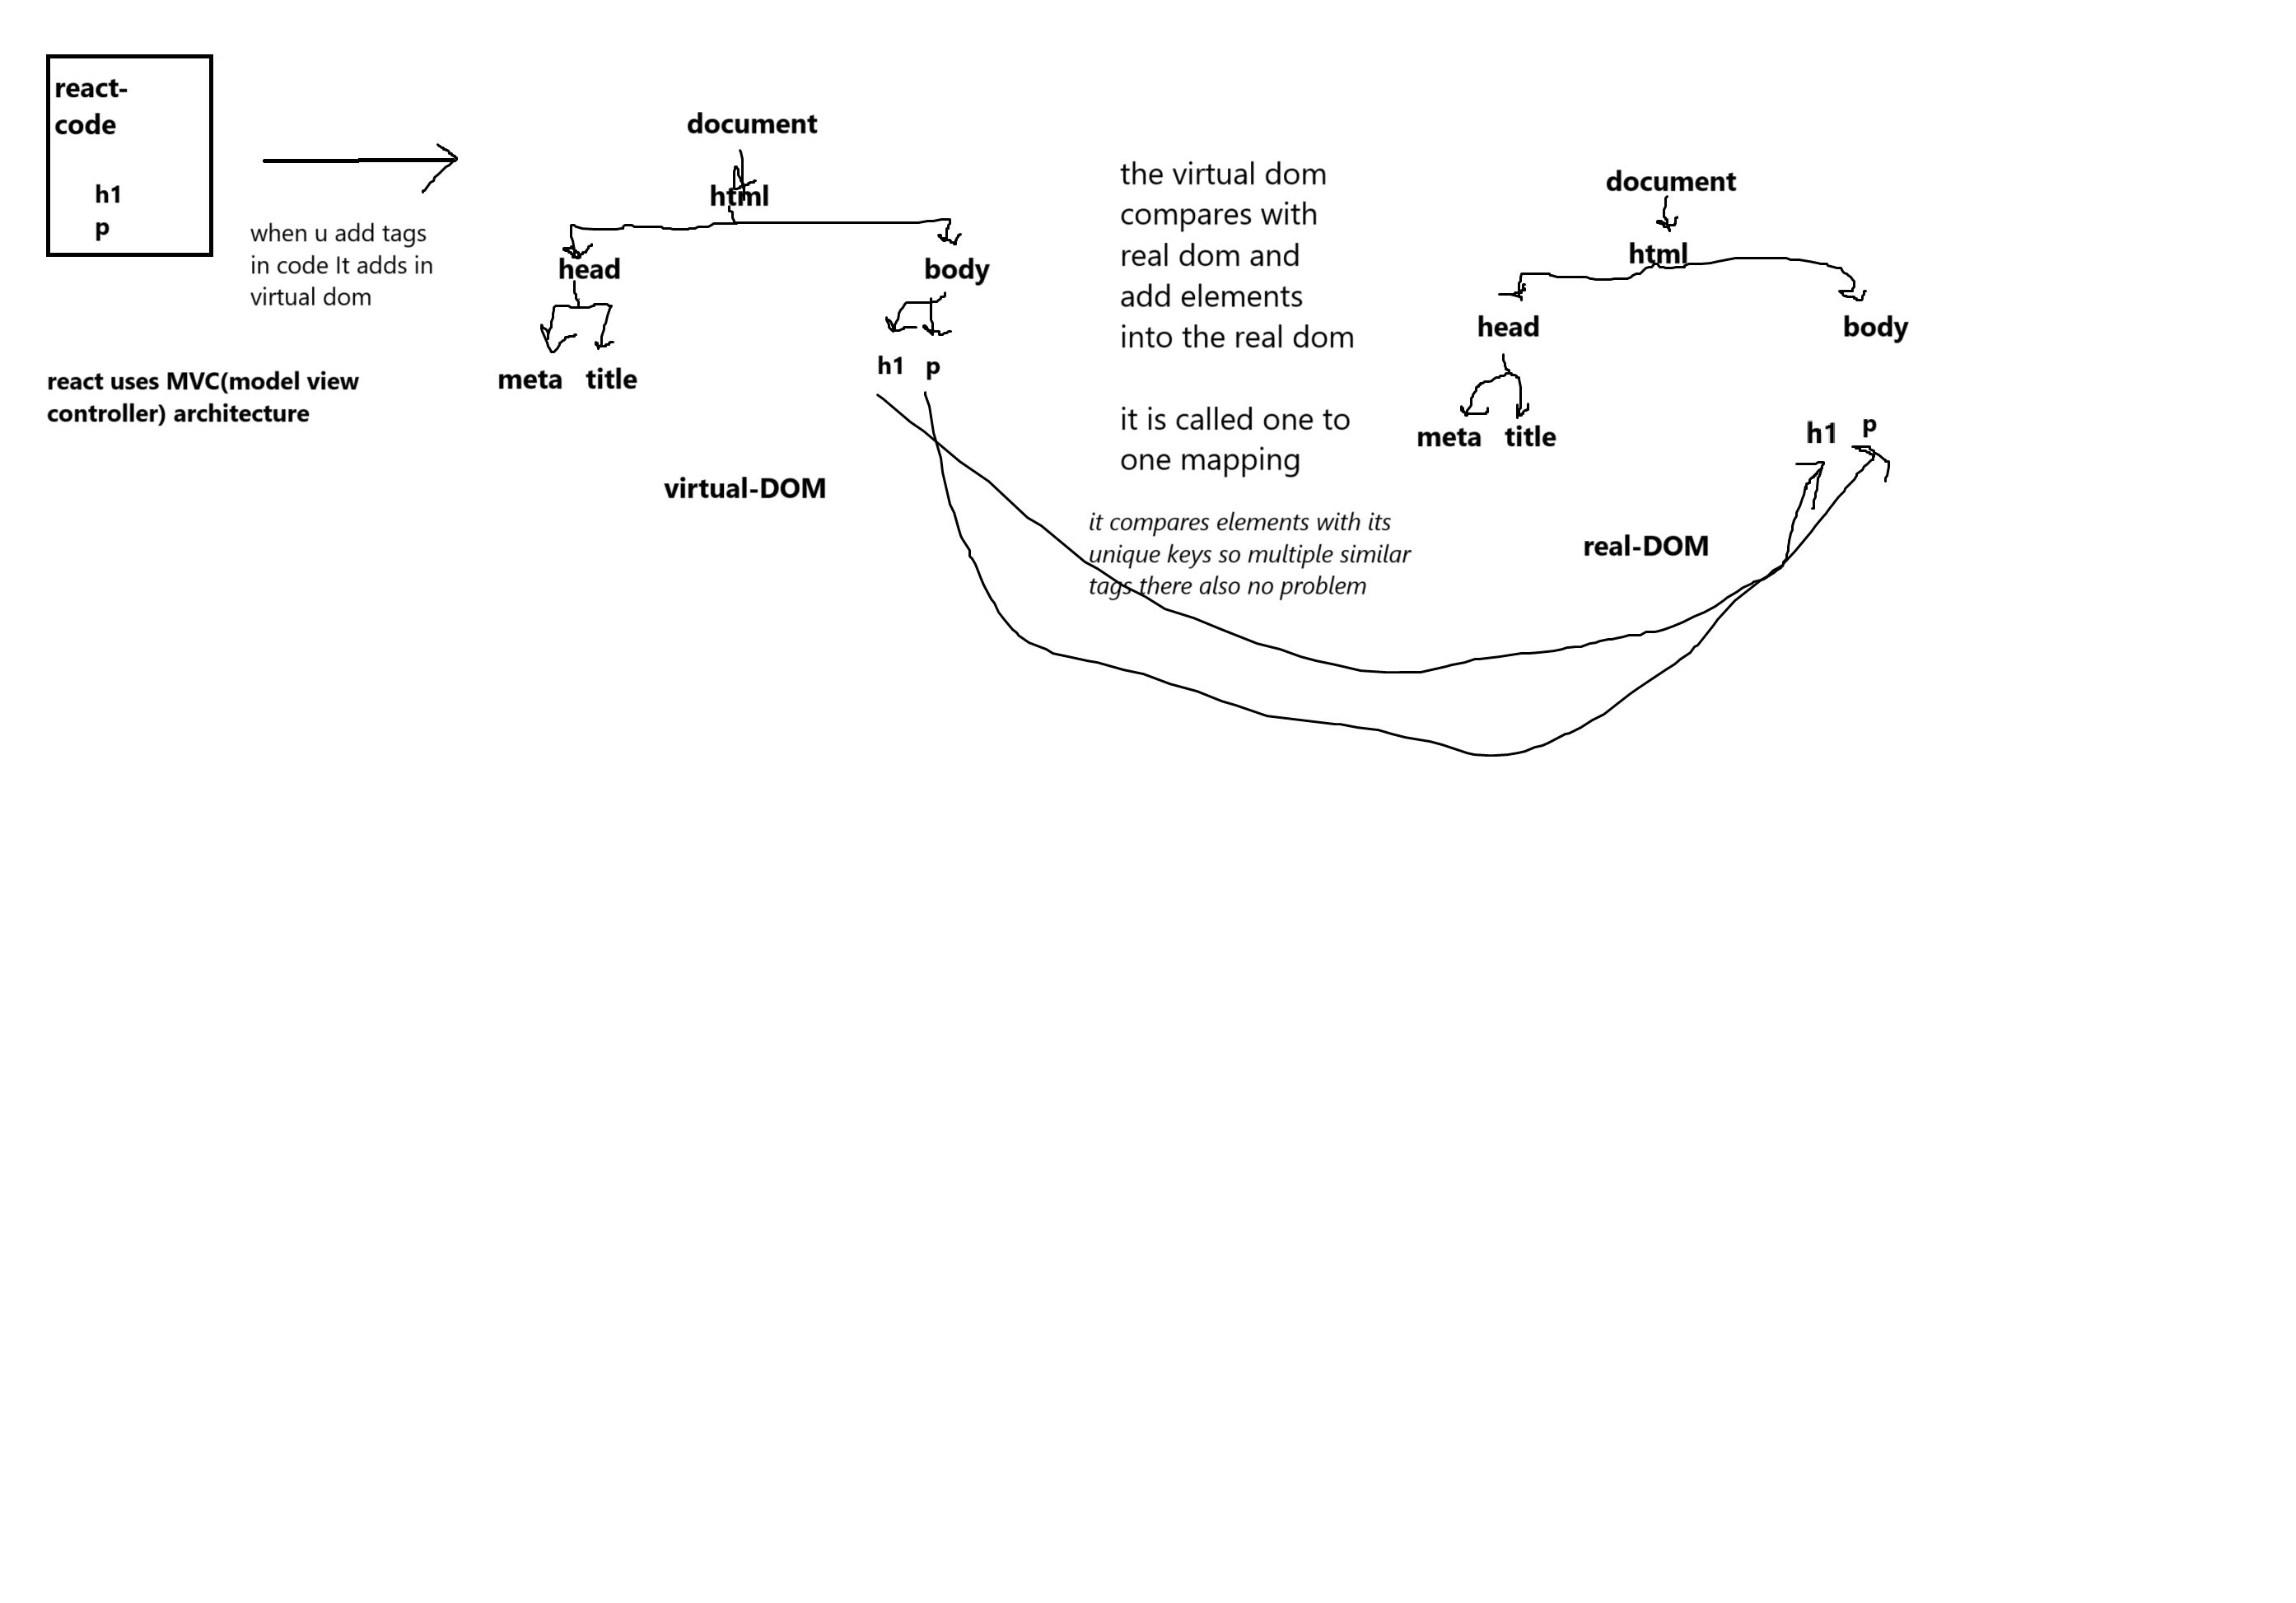 react-
code
h1
p
when u add tags
in code It adds in
virtual dom
react uses MVC(model view
controller) architecture
document
html
head
body
meta title
h1 p
virtual-DOM
the virtual dom
compares with
real dom and
add elements
into the real dom
it is called one to
one mapping
it compares elements with its
unique keys so multiple similar
tags there also no problem
document
html
head
body
meta title
h1 p
real-DOM